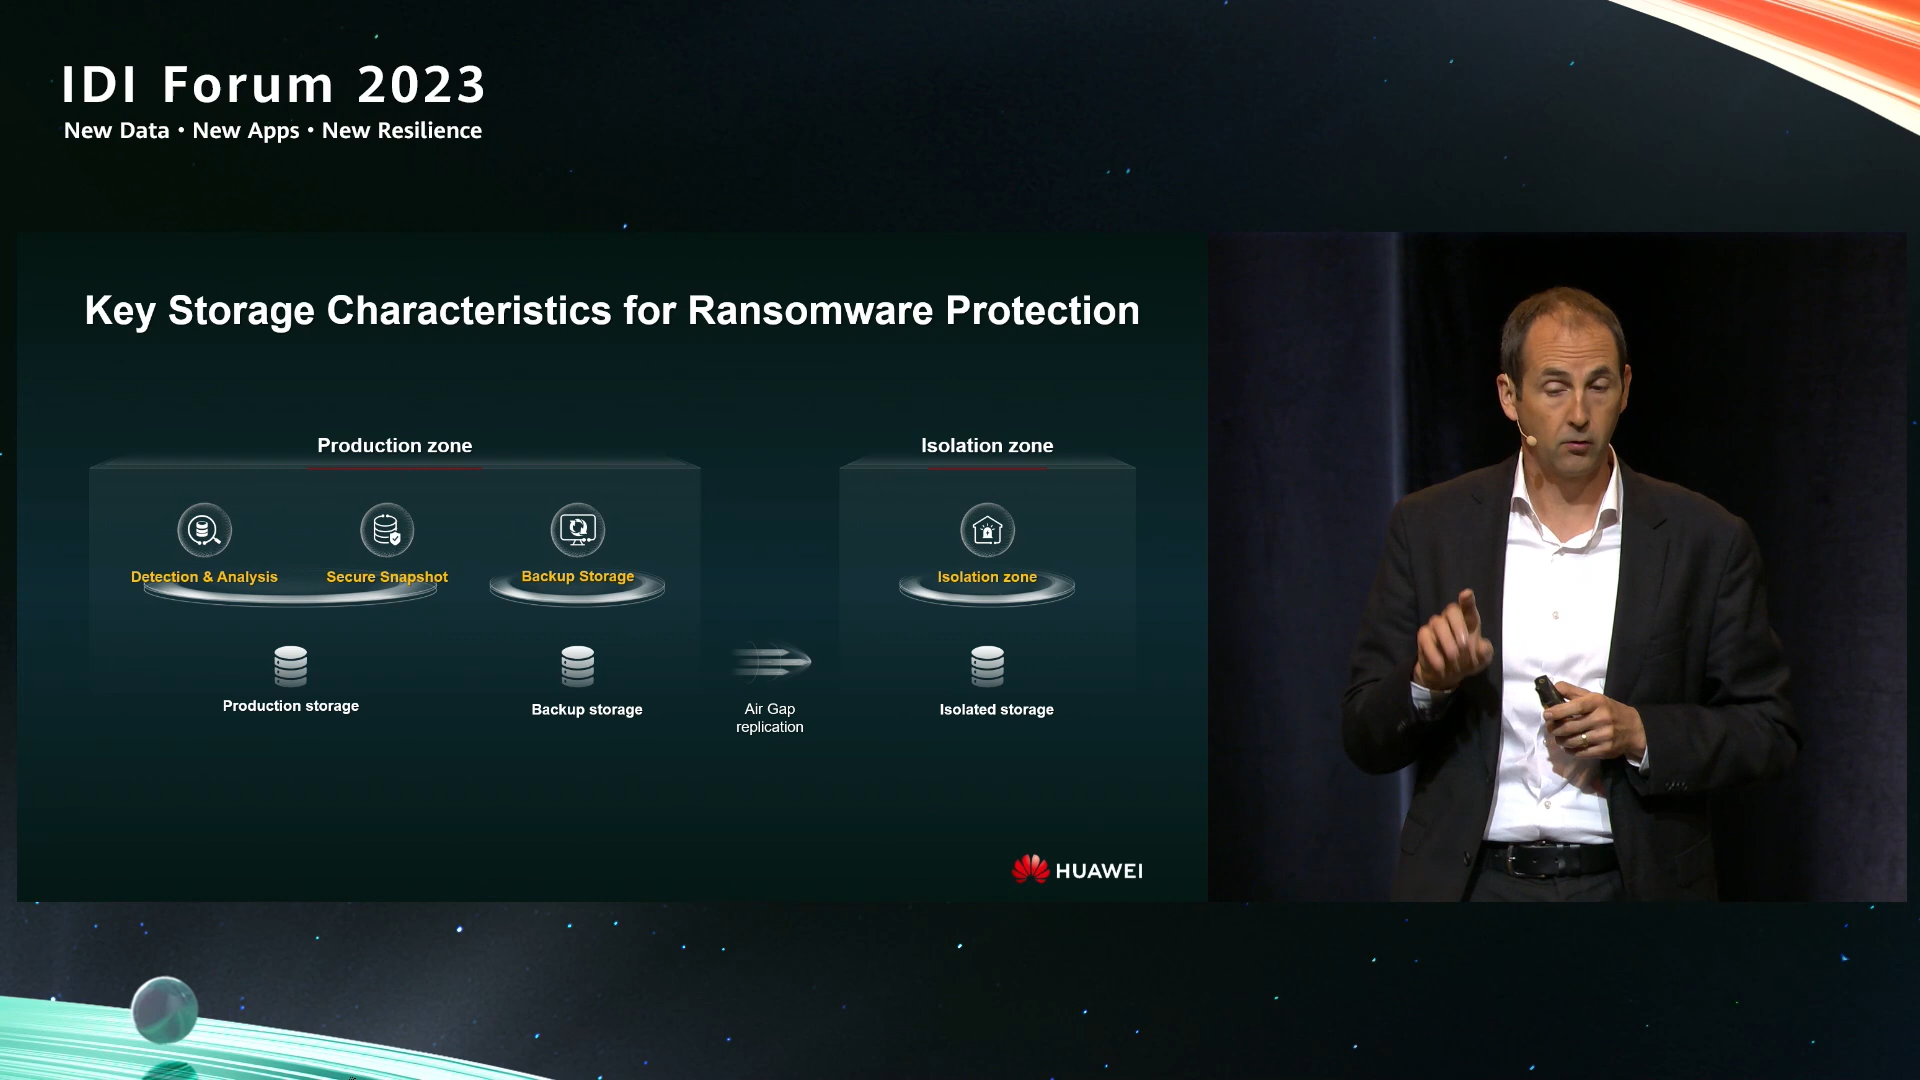 IDI Forum 2023
New Data • New Apps • New Resilience
Key Storage Characteristics for Ransomware Protection
Production zone
Isolation zone
Detection & Analysis
Secure Snapshot
Backup Storage
Isolation zone
Production storage
Backup storage
Air Gap
replication
Isolated storage
HUAWEI